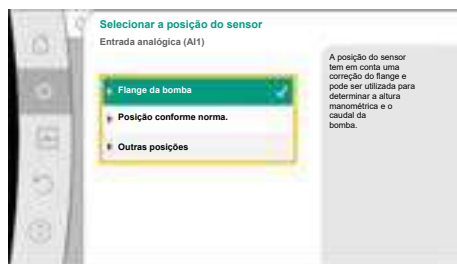 Selecionar a posição do sensor
Entrada analógica (AI1)
Flange da bomba
Posição conforme norma.
Outras posições
A posição do sensor
tem em conta uma
correção do flange e
pode ser utilizada para
determinar a altura
manométrica e o
caudal da
bomba.